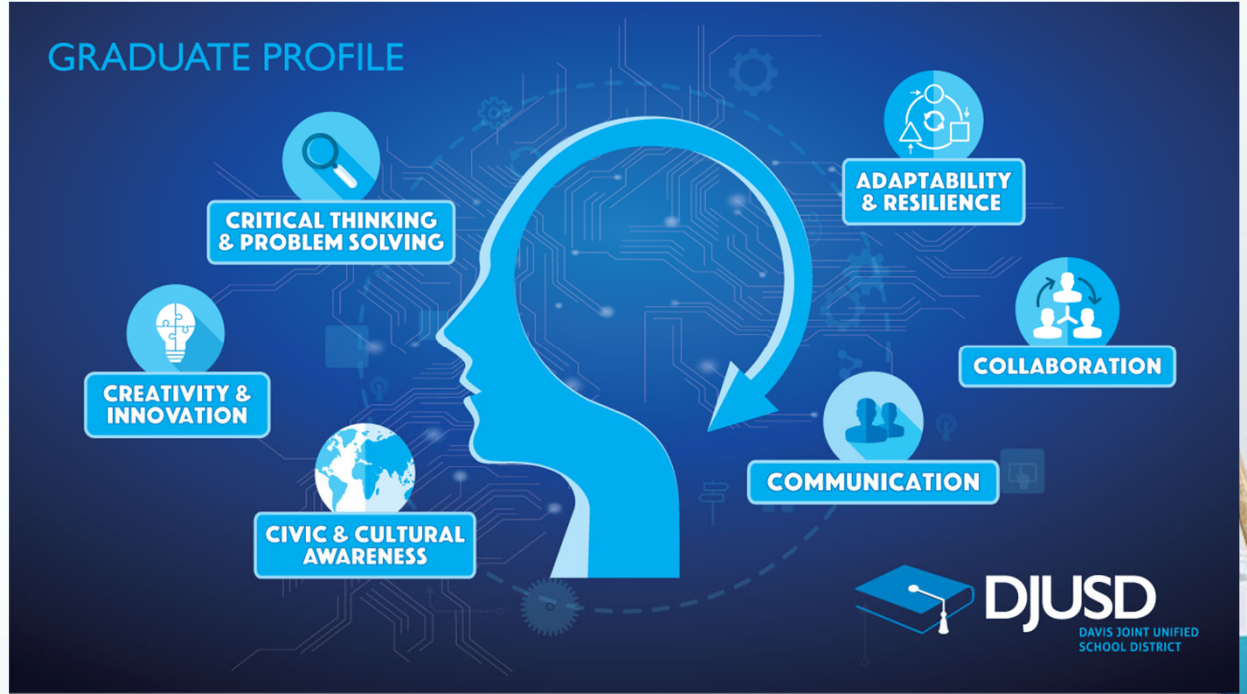 GRADUATE PROFILE
CRITICAL THINKING
& PROBLEM SOLVING
ADAPTABILITY
& RESILIENCE
CREATIVITY &
INNOVATION
COLLABORATION
CIVIC & CULTURAL
AWARENESS
COMMUNICATION
DJUSD
DAVIS JOINT UNIFIED
SCHOOL DISTRICT